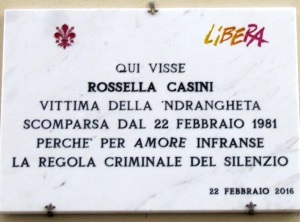 LIBERA
QUI VISSE
ROSSELLA CASINI
VITTIMA DELLA 'NDRANGHETA
SCOMPARSA DAL 22 FEBBRAIO 1981
PERCHE' PER AMORE INFRANSE
LA REGOLA CRIMINALE DEL SILENZIO
22 FEBBRAIO 2016